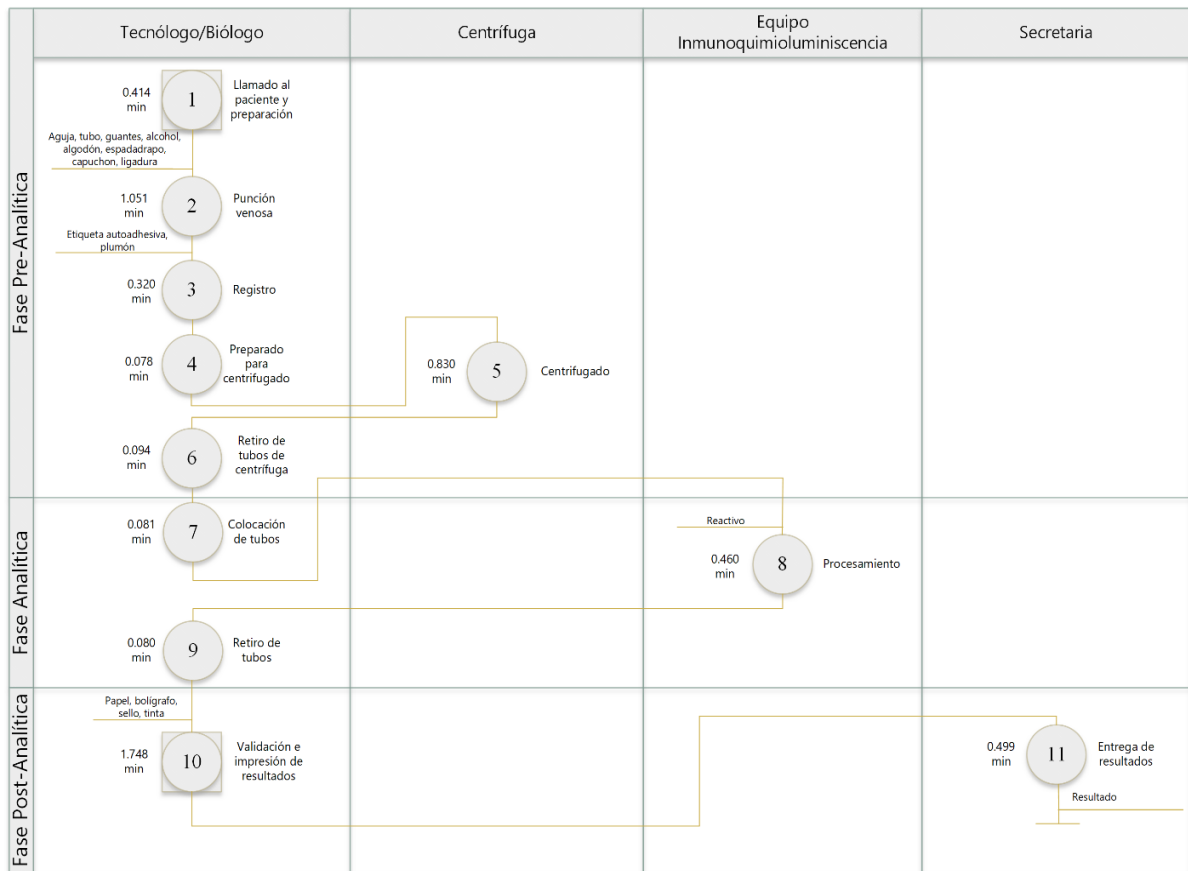 Tecnólogo/Biólogo
Centrífuga
Equipo
Inmunoquimioluminiscencia
Secretaria
Fase Pre-Analítica
0.414
min
1
Llamado al
paciente y
preparación
Aguja, tubo, guantes, alcohol,
algodón, espadadrapo,
capuchon, ligadura
1.051
min
2
Punción
venosa
Etiqueta autoadhesiva,
plumón
0.320
min
3
Registro
0.078
min
4
Preparado
para
centrifugado
0.830
min
5
Centrifugado
0.094
min
6
Retiro de
tubos de
centrífuga
Fase Analítica
0.081
min
7
Colocación
de tubos
Reactivo
0.460
min
8
Procesamiento
0.080
min
9
Retiro de
tubos
Fase Post-Analítica
Papel, bolígrafo,
sello, tinta
1.748
min
10
Validación e
impresión de
resultados
0.499
min
11
Entrega de
resultados
Resultado